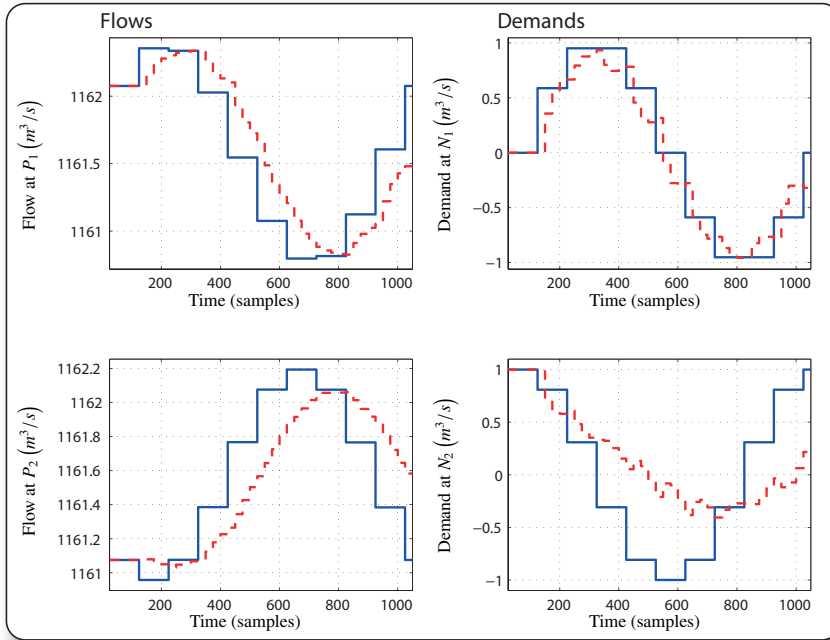 Flows
Demands
Flow at P1 (m³/s)
1162
1161.5
1161
200 400 600 800 1000
Time (samples)
Demand at N1 (m³/s)
1
0.5
0
−0.5
−1
200 400 600 800 1000
Time (samples)
Flow at P2 (m³/s)
1162.2
1162
1161.8
1161.6
1161.4
1161.2
1161
200 400 600 800 1000
Time (samples)
Demand at N2 (m³/s)
1
0.5
0
−0.5
−1
200 400 600 800 1000
Time (samples)